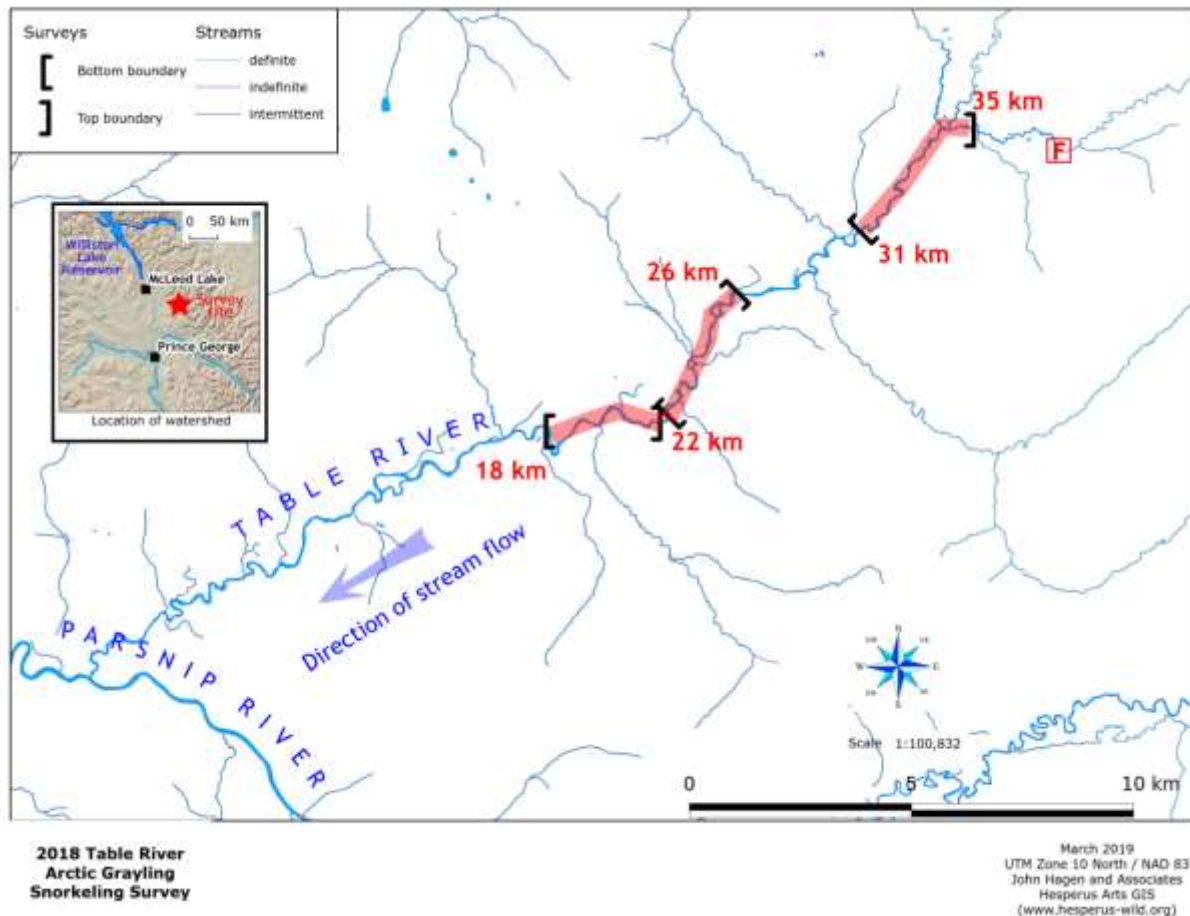 Surveys
Bottom boundary
Top boundary
Streams
definite
indefinite
intermittent
0 50 km
Williston
Lake
Reservoir
McLeod Lake
Survey
site
Prince George
Location of watershed
35 km
F
31 km
26 km
22 km
18 km
TABLE RIVER
Direction of stream flow
PARSNIP RIVER
N
W E
S
Scale 1:100,832
0 5 10 km
2018 Table River
Arctic Grayling
Snorkeling Survey
March 2019
UTM Zone 10 North / NAD 83
John Hagen and Associates
Hesperus Arts GIS
(www.hesperus-wild.org)